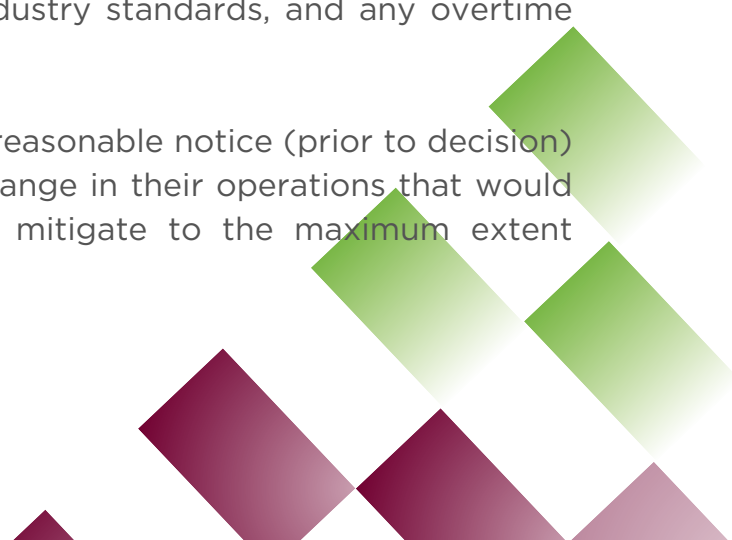 dustry standards, and any overtime
reasonable notice (prior to decision)
ange in their operations that would
mitigate to the maximum extent